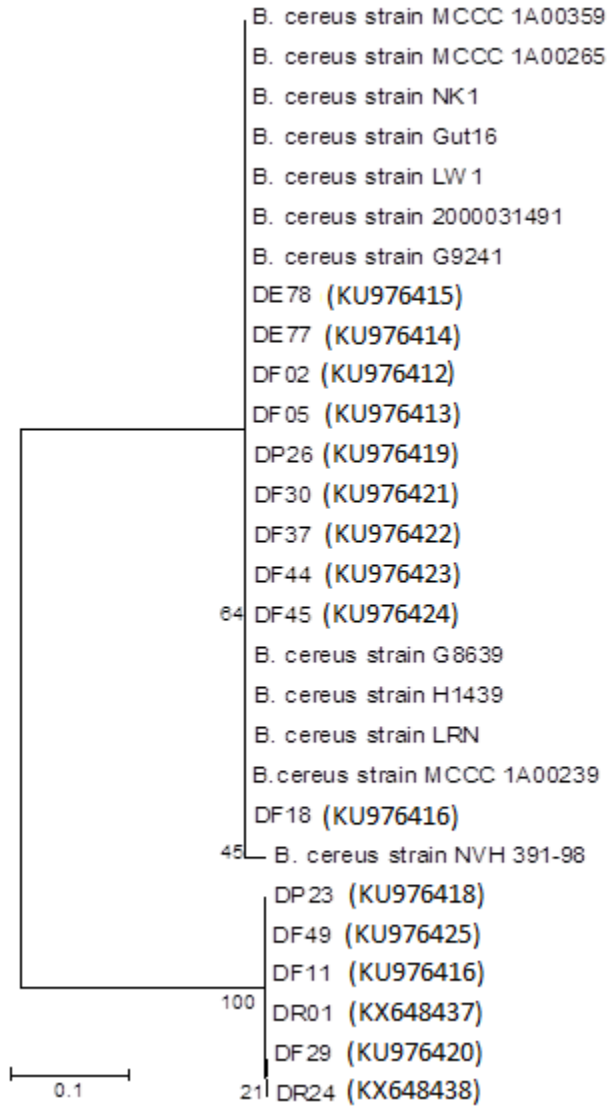 B. cereus strain MCCC 1A00359
B. cereus strain MCCC 1A00265
B. cereus strain NK1
B. cereus strain Gut16
B. cereus strain LW 1
B. cereus strain 2000031491
B. cereus strain G9241
DE78 (KU976415)
DE77 (KU976414)
DF02 (KU976412)
DF05 (KU976413)
DP26 (KU976419)
DF30 (KU976421)
DF37 (KU976422)
DF44 (KU976423)
64 DF45 (KU976424)
B. cereus strain G8639
B. cereus strain H1439
B. cereus strain LRN
B.cereus strain MCCC 1A00239
DF18 (KU976416)
45 B. cereus strain NVH 391-98
DP23 (KU976418)
DF49 (KU976425)
DF11 (KU976416)
100 DR01 (KX648437)
DF29 (KU976420)
21 DR24 (KX648438)
0.1